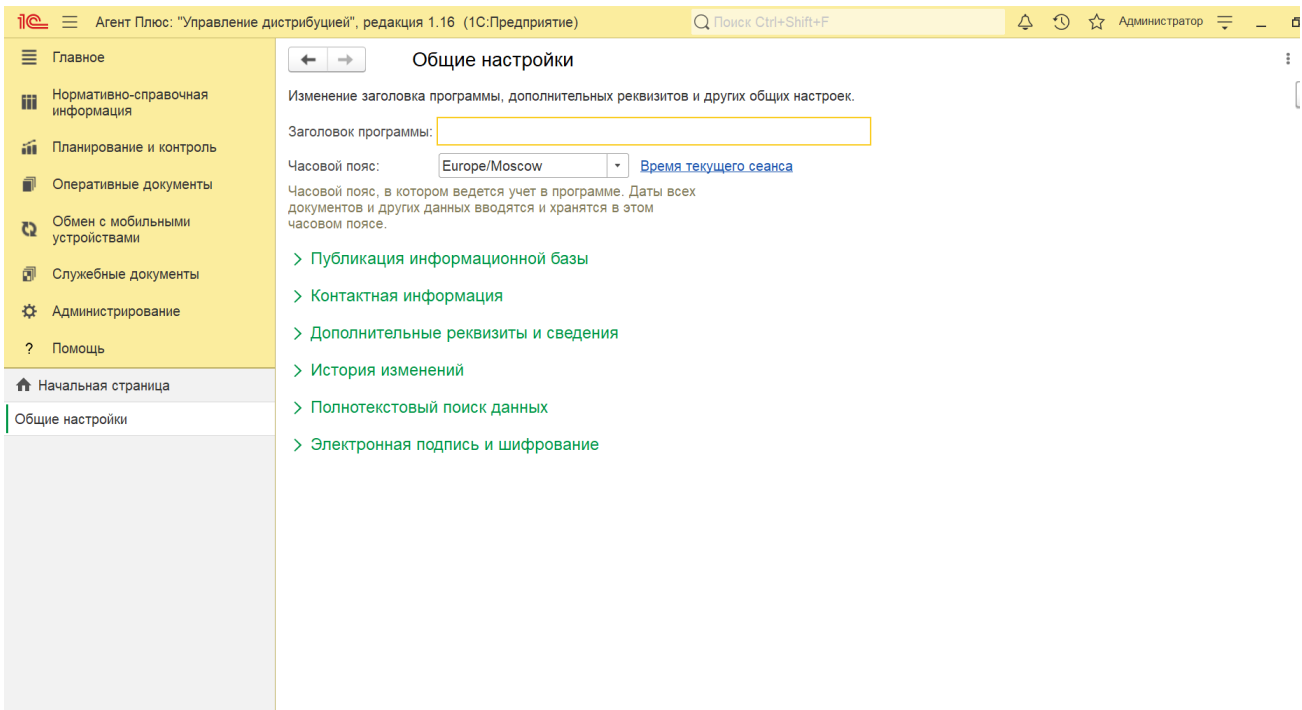 1С Агент Плюс: "Управление дистрибуцией", редакция 1.16 (1С:Предприятие) Поиск Ctrl+Shift+F Администратор
Главное
Нормативно-справочная
информация
Планирование и контроль
Оперативные документы
Обмен с мобильными
устройствами
Служебные документы
Администрирование
? Помощь
Начальная страница
Общие настройки
Общие настройки
Изменение заголовка программы, дополнительных реквизитов и других общих настроек.
Заголовок программы:
Часовой пояс: Europe/Moscow Время текущего сеанса
Часовой пояс, в котором ведется учет в программе. Даты всех
документов и других данных вводятся и хранятся в этом
часовом поясе.
Публикация информационной базы
Контактная информация
Дополнительные реквизиты и сведения
История изменений
Полнотекстовый поиск данных
Электронная подпись и шифрование